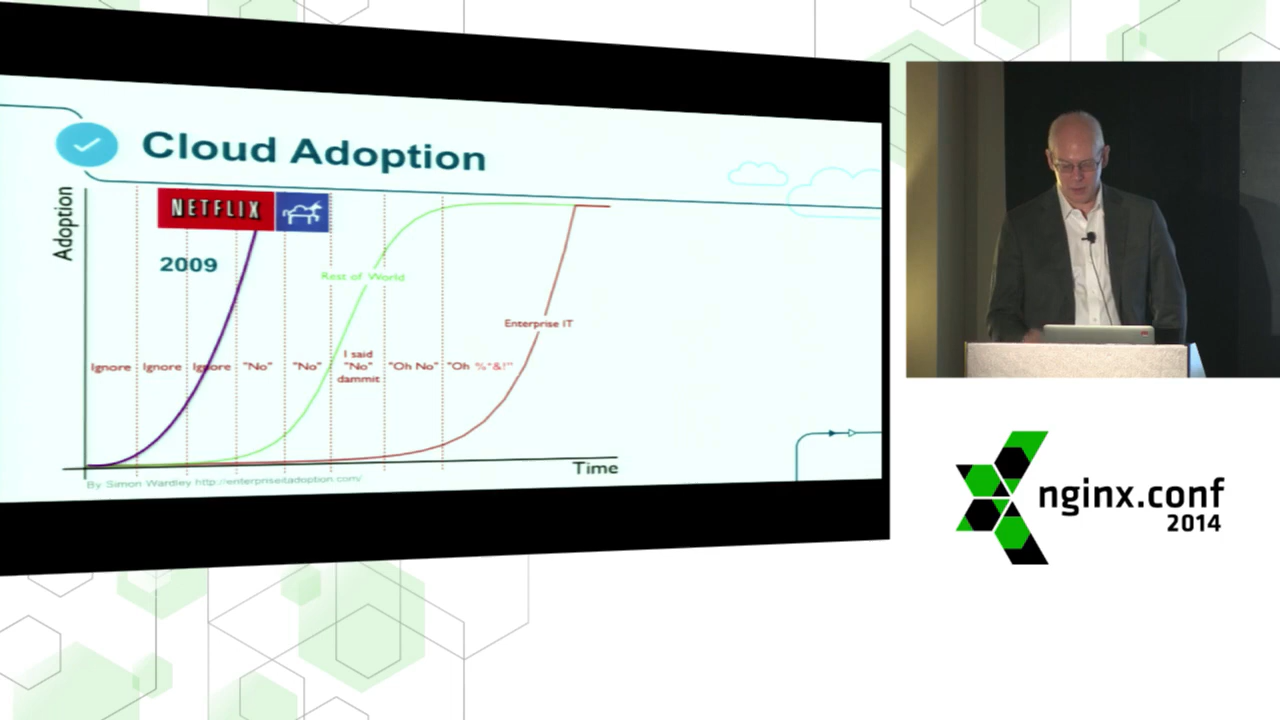 Cloud Adoption
Adoption
NETFLIX
2009
Rest of World
Enterprise IT
Ignore
Ignore
Ignore
"No"
"No"
I said
"No"
dammit
"Oh No"
"Oh %*&!"
Time
By Simon Wardley http://enterpriseitadoption.com/
nginx.conf
2014